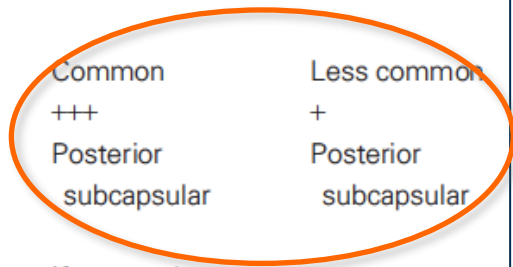 Common Less common
+++ +
Posterior Posterior
subcapsular subcapsular